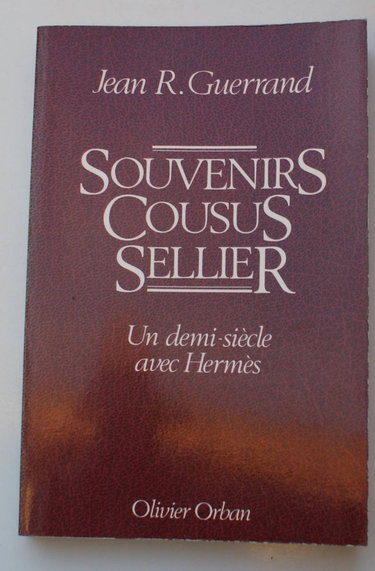 Jean R. Guerrand
SOUVENIRS
COUSUS
SELLIER
Un demi-siècle
avec Hermès
Olivier Orban